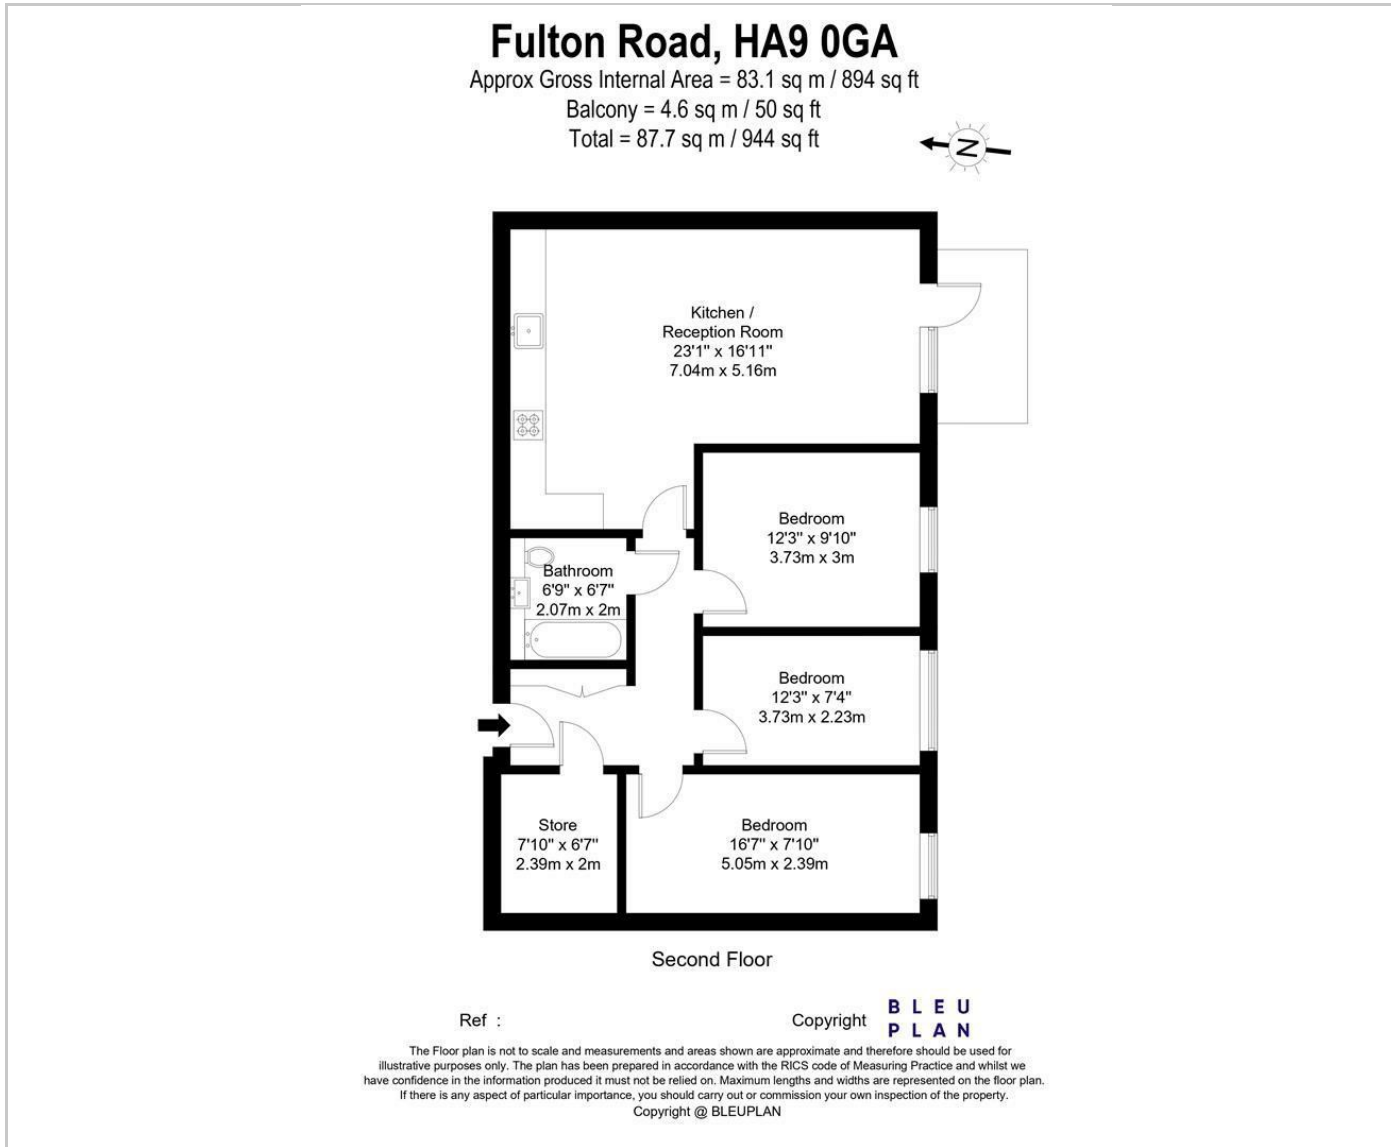 Fulton Road, HA9 0GA
Approx Gross Internal Area = 83.1 sq m / 894 sq ft
Balcony = 4.6 sq m / 50 sq ft
Total = 87.7 sq m / 944 sq ft
N
Kitchen /
Reception Room
23'1" x 16'11"
7.04m x 5.16m
Bedroom
12'3" x 9'10"
3.73m x 3m
Bathroom
6'9" x 6'7"
2.07m x 2m
Bedroom
12'3" x 7'4"
3.73m x 2.23m
Store
7'10" x 6'7"
2.39m x 2m
Bedroom
16'7" x 7'10"
5.05m x 2.39m
Second Floor
Ref :
Copyright
BLEU
PLAN
The Floor plan is not to scale and measurements and areas shown are approximate and therefore should be used for
illustrative purposes only. The plan has been prepared in accordance with the RICS code of Measuring Practice and whilst we
have confidence in the information produced it must not be relied on. Maximum lengths and widths are represented on the floor plan.
If there is any aspect of particular importance, you should carry out or commission your own inspection of the property.
Copyright @ BLEUPLAN